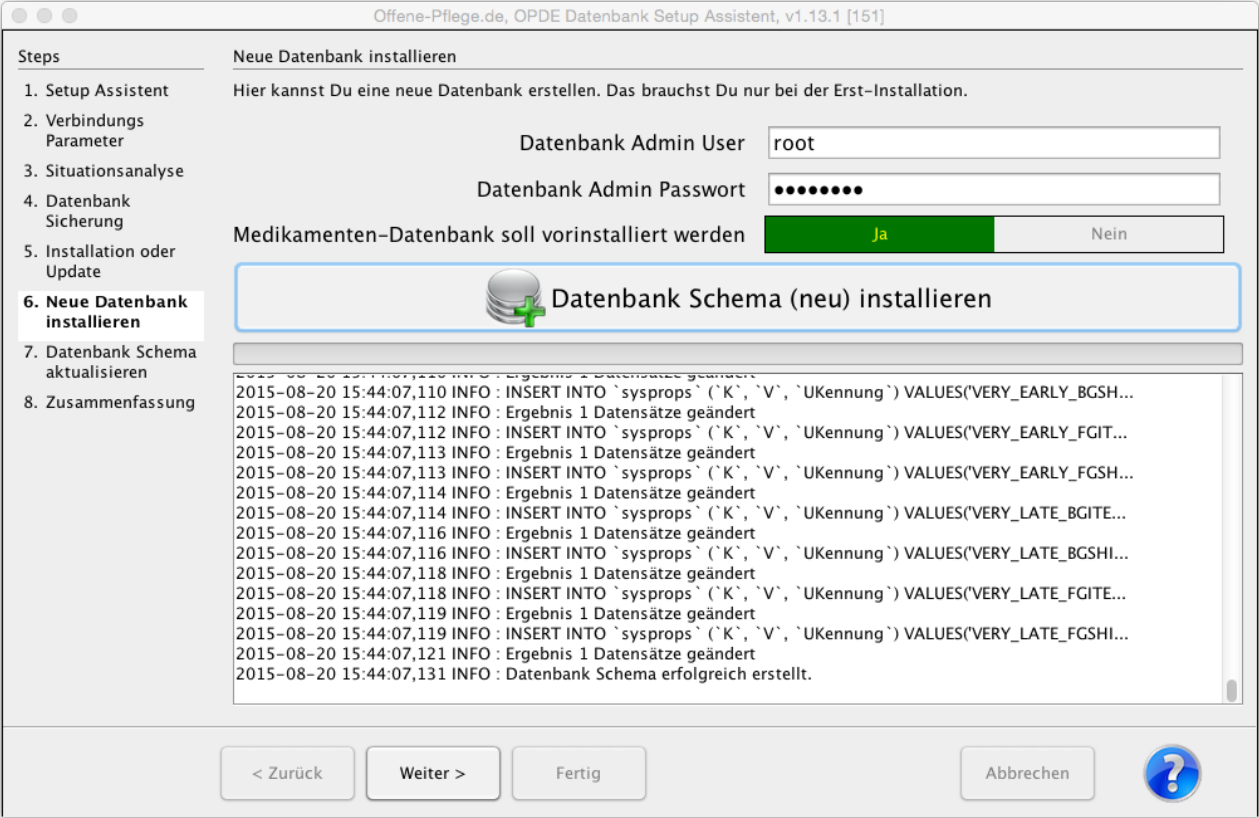 Offene-Pflege.de, OPDE Datenbank Setup Assistent, v1.13.1 [151]
Steps
1. Setup Assistent
2. Verbindungs
Parameter
3. Situationsanalyse
4. Datenbank
Sicherung
5. Installation oder
Update
6. Neue Datenbank
installieren
7. Datenbank Schema
aktualisieren
8. Zusammenfassung
Neue Datenbank installieren
Hier kannst Du eine neue Datenbank erstellen. Das brauchst Du nur bei der Erst-Installation.
Datenbank Admin User
root
Datenbank Admin Passwort
••••••••
Medikamenten-Datenbank soll vorinstalliert werden
Ja
Nein
Datenbank Schema (neu) installieren
2015-08-20 15:44:07,110 INFO : Ergebnis 1 Datensätze geändert
2015-08-20 15:44:07,110 INFO : INSERT INTO `sysprops` (`K`, `V`, `UKennung`) VALUES('VERY_EARLY_BGSH...
2015-08-20 15:44:07,112 INFO : Ergebnis 1 Datensätze geändert
2015-08-20 15:44:07,112 INFO : INSERT INTO `sysprops` (`K`, `V`, `UKennung`) VALUES('VERY_EARLY_FGIT...
2015-08-20 15:44:07,113 INFO : Ergebnis 1 Datensätze geändert
2015-08-20 15:44:07,113 INFO : INSERT INTO `sysprops` (`K`, `V`, `UKennung`) VALUES('VERY_EARLY_FGSH...
2015-08-20 15:44:07,114 INFO : Ergebnis 1 Datensätze geändert
2015-08-20 15:44:07,114 INFO : INSERT INTO `sysprops` (`K`, `V`, `UKennung`) VALUES('VERY_LATE_BGITE...
2015-08-20 15:44:07,116 INFO : Ergebnis 1 Datensätze geändert
2015-08-20 15:44:07,116 INFO : INSERT INTO `sysprops` (`K`, `V`, `UKennung`) VALUES('VERY_LATE_BGSHI...
2015-08-20 15:44:07,118 INFO : Ergebnis 1 Datensätze geändert
2015-08-20 15:44:07,118 INFO : INSERT INTO `sysprops` (`K`, `V`, `UKennung`) VALUES('VERY_LATE_FGITE...
2015-08-20 15:44:07,119 INFO : Ergebnis 1 Datensätze geändert
2015-08-20 15:44:07,119 INFO : INSERT INTO `sysprops` (`K`, `V`, `UKennung`) VALUES('VERY_LATE_FGSHI...
2015-08-20 15:44:07,121 INFO : Ergebnis 1 Datensätze geändert
2015-08-20 15:44:07,131 INFO : Datenbank Schema erfolgreich erstellt.
< Zurück
Weiter >
Fertig
Abbrechen
?